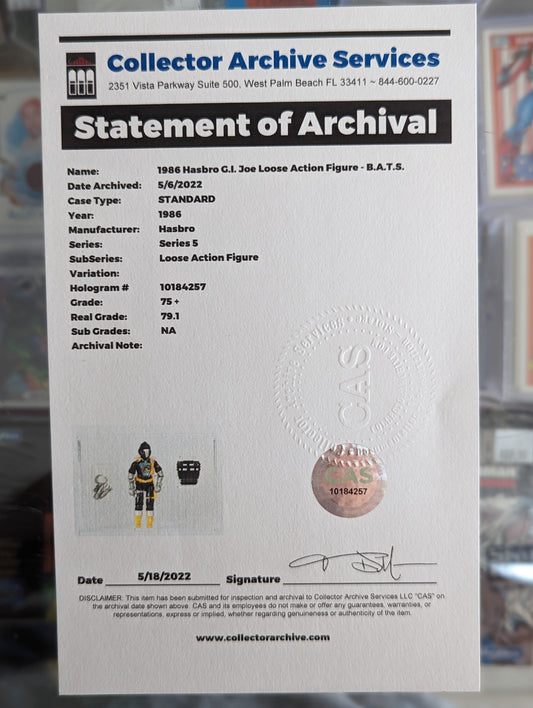 Collector Archive Services
2351 Vista Parkway Suite 500, West Palm Beach FL 33411 ~ 844-600-0227
Statement of Archival
Name: 1986 Hasbro G.I. Joe Loose Action Figure - B.A.T.S.
Date Archived: 5/6/2022
Case Type: STANDARD
Year: 1986
Manufacturer: Hasbro
Series: Series 5
SubSeries: Loose Action Figure
Variation:
Hologram # 10184257
Grade: 75 +
Real Grade: 79.1
Sub Grades: NA
Archival Note:
CAS
CAS
10184257
Date 5/18/2022 Signature
DISCLAIMER: This item has been submitted for inspection and archival to Collector Archive Services LLC "CAS" on
the archival date shown above. CAS and its employees do not make or offer any guarantees, warranties, or
representations, express or implied, whether regarding genuineness or authenticity of the item.
www.collectorarchive.com